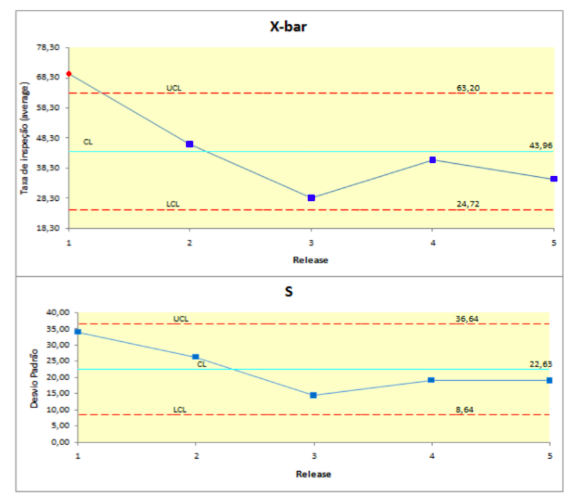 X-bar
78,30
68,30
58,30
48,30
38,30
28,30
18,30
Taxa de inspeção (average)
UCL
63,20
CL
43,96
LCL
24,72
1
2
3
4
5
Release
S
40,00
35,00
30,00
25,00
20,00
15,00
10,00
5,00
0,00
Desvio Padrão
UCL
36,64
CL
22,63
LCL
8,64
1
2
3
4
5
Release